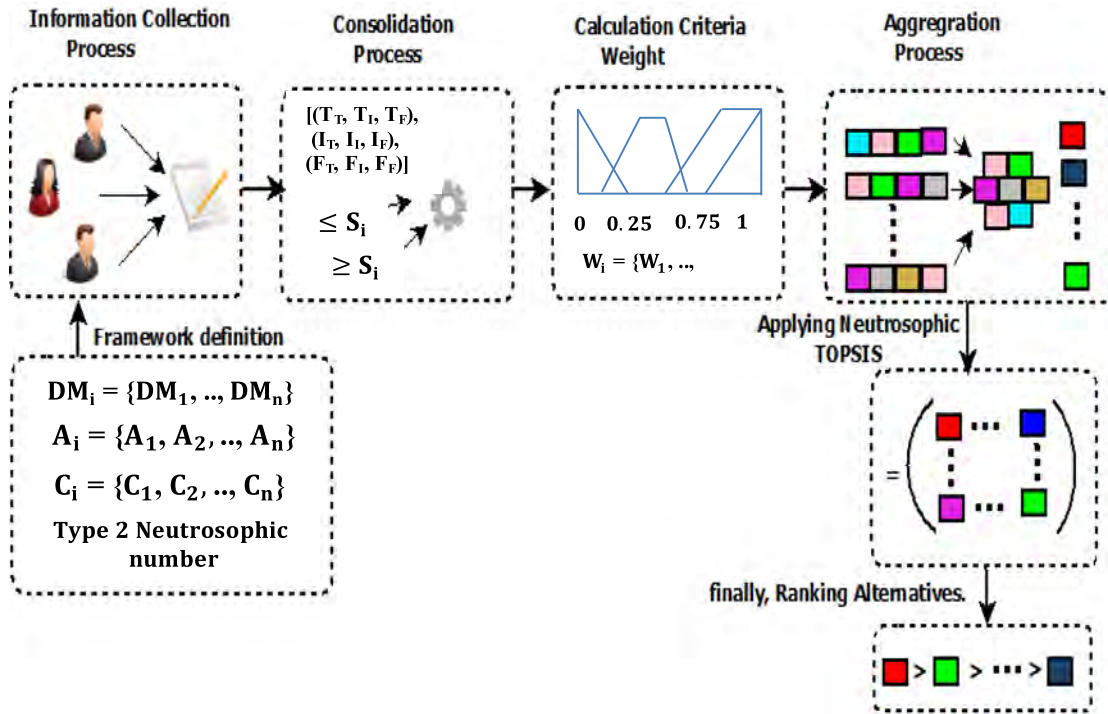 Information Collection
Process
Consolidation
Process
Calculation Criteria
Weight
Aggregration
Process
[(T_T, T_I, T_F),
(I_T, I_I, I_F),
(F_T, F_I, F_F)]
≤ S_i
≥ S_i
0 0.25 0.75 1
W_i = {W_1, ..,
Framework definition
DM_i = {DM_1, .., DM_n}
A_i = {A_1, A_2, .., A_n}
C_i = {C_1, C_2, .., C_n}
Type 2 Neutrosophic
number
Applying Neutrosophic
TOPSIS
=
finally, Ranking Alternatives.
> > >